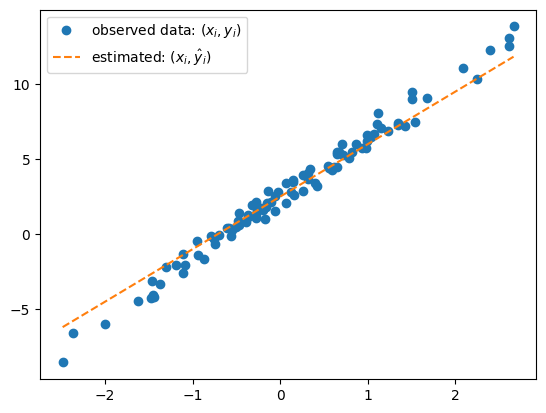 observed data: (xᵢ, yᵢ)
estimated: (xᵢ, ŷᵢ)
10
5
0
−5
−2 −1 0 1 2